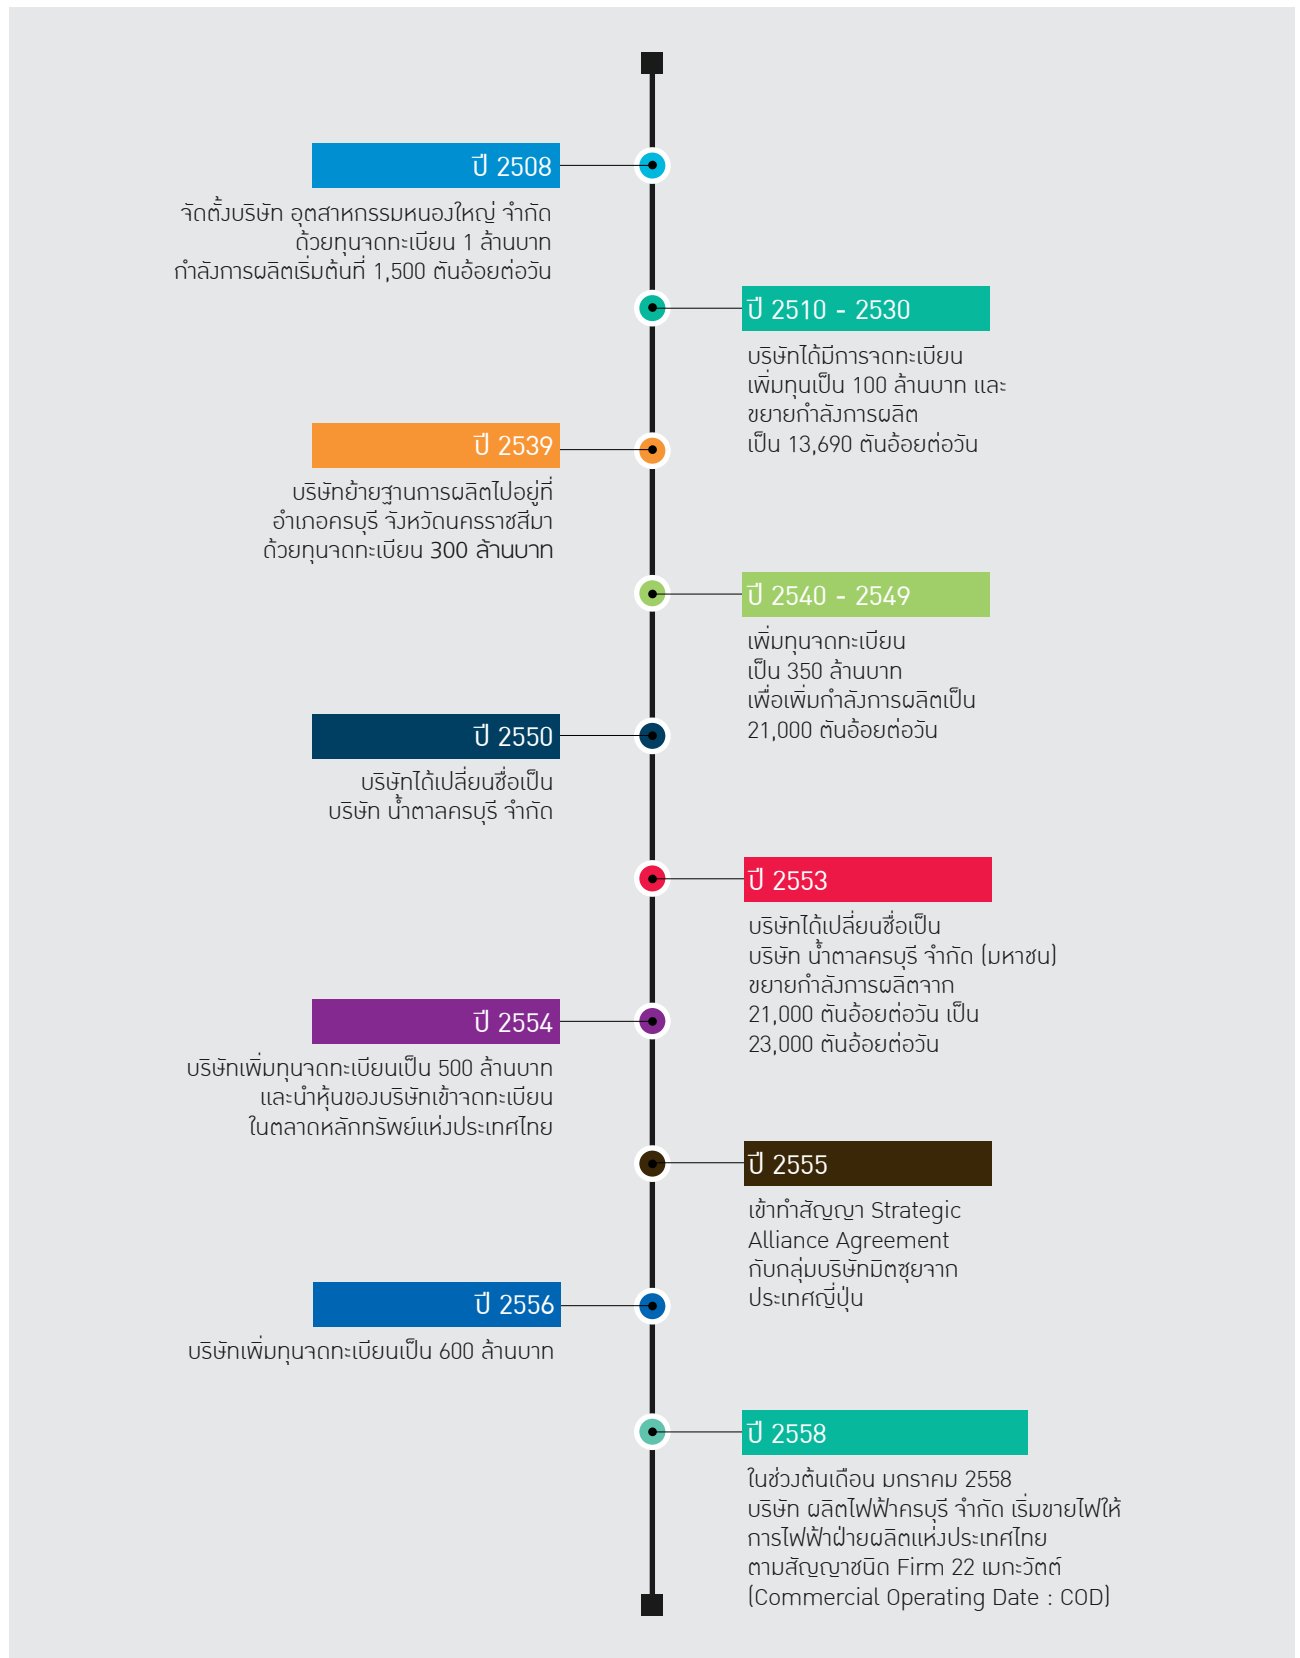 ปี 2508
จัดตั้งบริษัท อุตสาหกรรมหนองใหญ่ จำกัด
ด้วยทุนจดทะเบียน 1 ล้านบาท
กำลังการผลิตเริ่มต้นที่ 1,500 ตันอ้อยต่อวัน
ปี 2510 - 2530
บริษัทได้มีการจดทะเบียน
เพิ่มทุนเป็น 100 ล้านบาท และ
ขยายกำลังการผลิต
เป็น 13,690 ตันอ้อยต่อวัน
ปี 2539
บริษัทย้ายฐานการผลิตไปอยู่ที่
อำเภอครบุรี จังหวัดนครราชสีมา
ด้วยทุนจดทะเบียน 300 ล้านบาท
ปี 2540 - 2549
เพิ่มทุนจดทะเบียน
เป็น 350 ล้านบาท
เพื่อเพิ่มกำลังการผลิตเป็น
21,000 ตันอ้อยต่อวัน
ปี 2550
บริษัทได้เปลี่ยนชื่อเป็น
บริษัท น้ำตาลครบุรี จำกัด
ปี 2553
บริษัทได้เปลี่ยนชื่อเป็น
บริษัท น้ำตาลครบุรี จำกัด (มหาชน)
ขยายกำลังการผลิตจาก
21,000 ตันอ้อยต่อวัน เป็น
23,000 ตันอ้อยต่อวัน
ปี 2554
บริษัทเพิ่มทุนจดทะเบียนเป็น 500 ล้านบาท
และนำหุ้นของบริษัทเข้าจดทะเบียน
ในตลาดหลักทรัพย์แห่งประเทศไทย
ปี 2555
เข้าทำสัญญา Strategic
Alliance Agreement
กับกลุ่มบริษัทมิตซุยจาก
ประเทศญี่ปุ่น
ปี 2556
บริษัทเพิ่มทุนจดทะเบียนเป็น 600 ล้านบาท
ปี 2558
ในช่วงต้นเดือน มกราคม 2558
บริษัท ผลิตไฟฟ้าครบุรี จำกัด เริ่มขายไฟให้
การไฟฟ้าฝ่ายผลิตแห่งประเทศไทย
ตามสัญญาชนิด Firm 22 เมกะวัตต์
(Commercial Operating Date : COD)